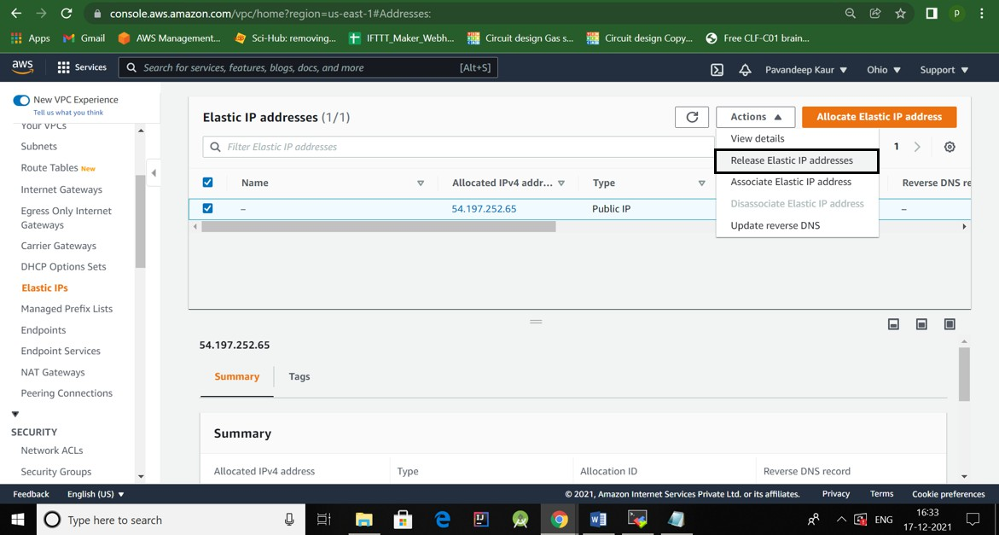 console.aws.amazon.com/vpc/home?region=us-east-1#Addresses:
p
Apps Gmail AWS Management... Sci-Hub: removing... IFTTT_Maker_Webh... Circuit design Gas s... Circuit design Copy... Free CLF-C01 brain...
aws Services Search for services, features, blogs, docs, and more [Alt+S] Pavandeep Kaur Ohio Support
New VPC Experience
Tell us what you think
Your VPCs
Subnets
Route Tables New
Internet Gateways
Egress Only Internet
Gateways
Carrier Gateways
DHCP Option Sets
Elastic IPs
Managed Prefix Lists
Endpoints
Endpoint Services
NAT Gateways
Peering Connections
SECURITY
Network ACLs
Security Groups
Elastic IP addresses (1/1)
Actions Allocate Elastic IP address
Filter Elastic IP addresses
1
View details
Release Elastic IP addresses
Associate Elastic IP address
Disassociate Elastic IP address
Update reverse DNS
Name Allocated IPv4 addr... Type Reverse DNS re
– 54.197.252.65 Public IP –
54.197.252.65
Summary Tags
Summary
Allocated IPv4 address Type Allocation ID Reverse DNS record
Feedback English (US) © 2021, Amazon Internet Services Private Ltd. or its affiliates. Privacy Terms Cookie preferences
Type here to search
ENG
16:33
17-12-2021